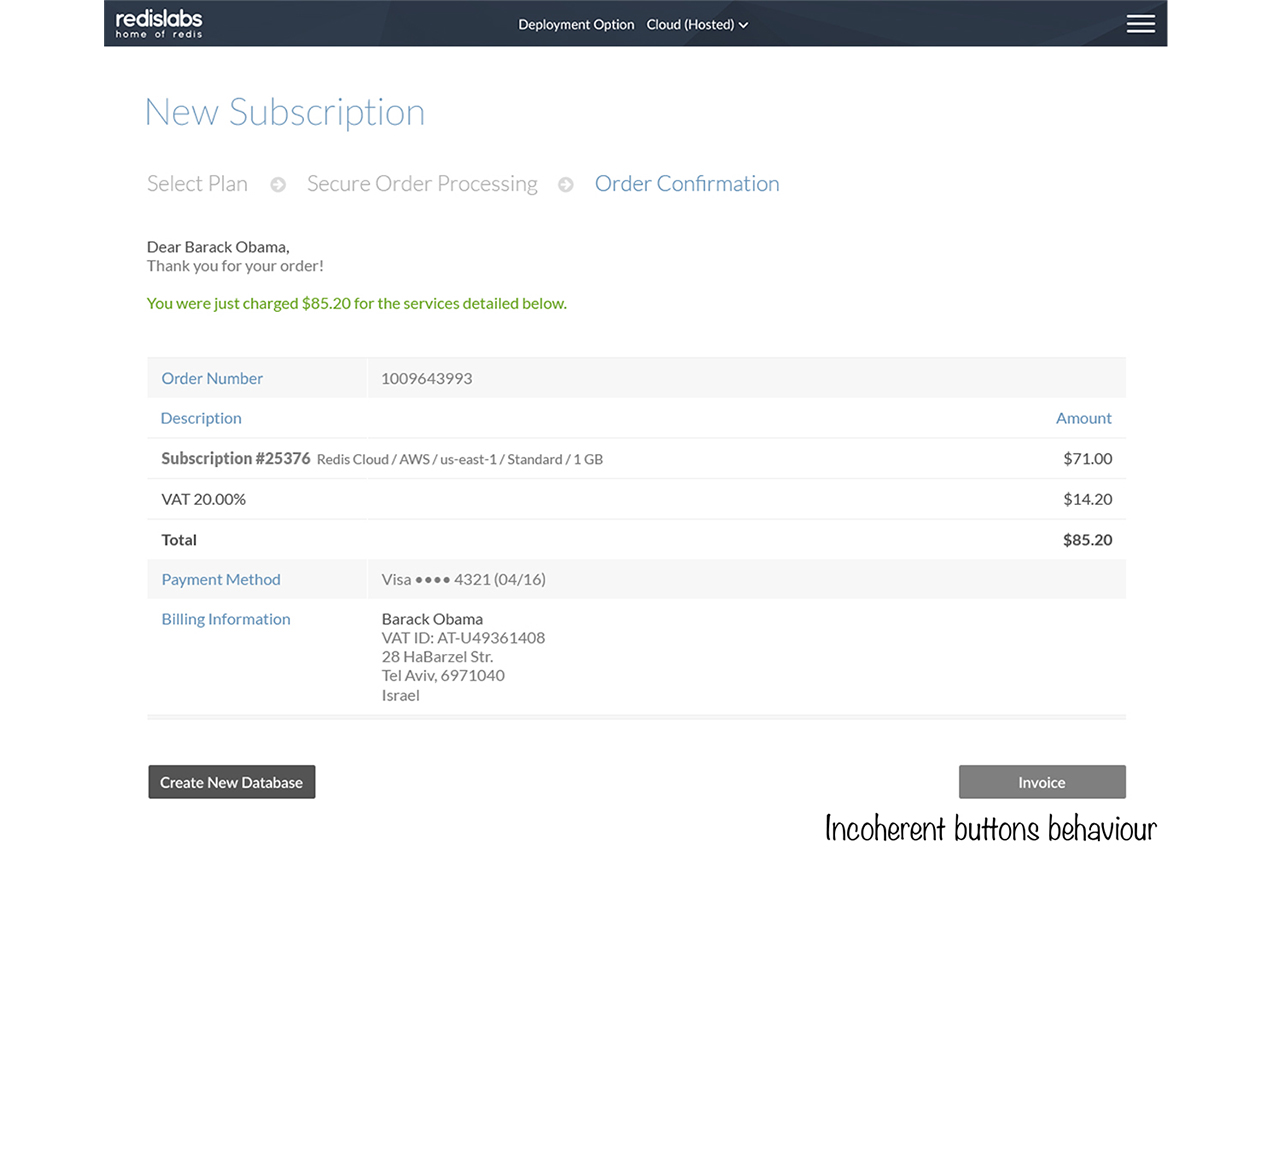 redislabs
home of redis
Deployment Option Cloud (Hosted)
New Subscription
Select Plan Secure Order Processing Order Confirmation
Dear Barack Obama,
Thank you for your order!
You were just charged $85.20 for the services detailed below.
Order Number 1009643993
Description Amount
Subscription #25376 Redis Cloud / AWS / us-east-1 / Standard / 1 GB $71.00
VAT 20.00% $14.20
Total $85.20
Payment Method Visa •••• 4321 (04/16)
Billing Information Barack Obama
VAT ID: AT-U49361408
28 HaBarzel Str.
Tel Aviv, 6971040
Israel
Create New Database Invoice
Incoherent buttons behaviour